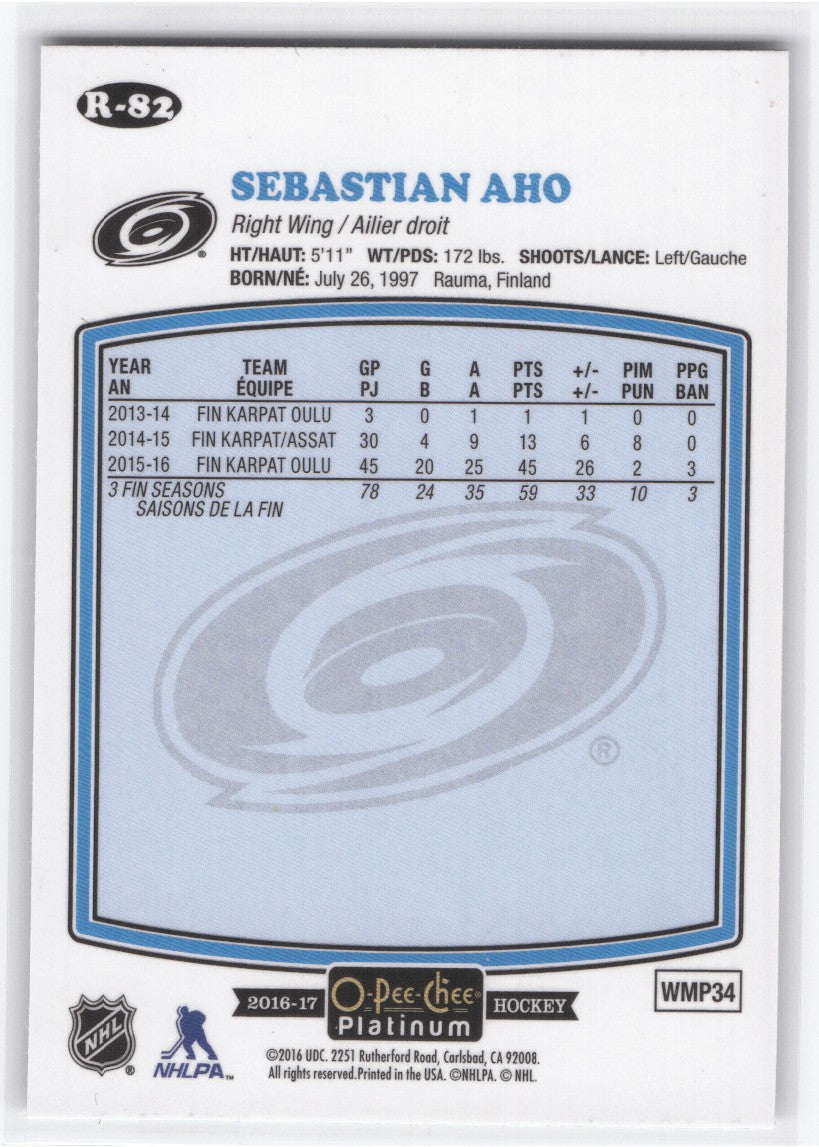 R-82
SEBASTIAN AHO
Right Wing / Ailier droit
HT/HAUT: 5'11" WT/PDS: 172 lbs. SHOOTS/LANCE: Left/Gauche
BORN/NÉ: July 26, 1997 Rauma, Finland
YEAR TEAM GP G A PTS +/- PIM PPG
AN ÉQUIPE PJ B A PTS +/- PUN BAN
2013-14 FIN KARPAT OULU 3 0 1 1 1 0 0
2014-15 FIN KARPAT/ASSAT 30 4 9 13 6 8 0
2015-16 FIN KARPAT OULU 45 20 25 45 26 2 3
3 FIN SEASONS 78 24 35 59 33 10 3
SAISONS DE LA FIN
®
WMP34
2016-17 O-Pee-Chee® HOCKEY
Platinum
NHL ®
NHLPA™
©2016 UDC. 2251 Rutherford Road, Carlsbad, CA 92008.
All rights reserved.Printed in the USA. ©NHLPA. © NHL.